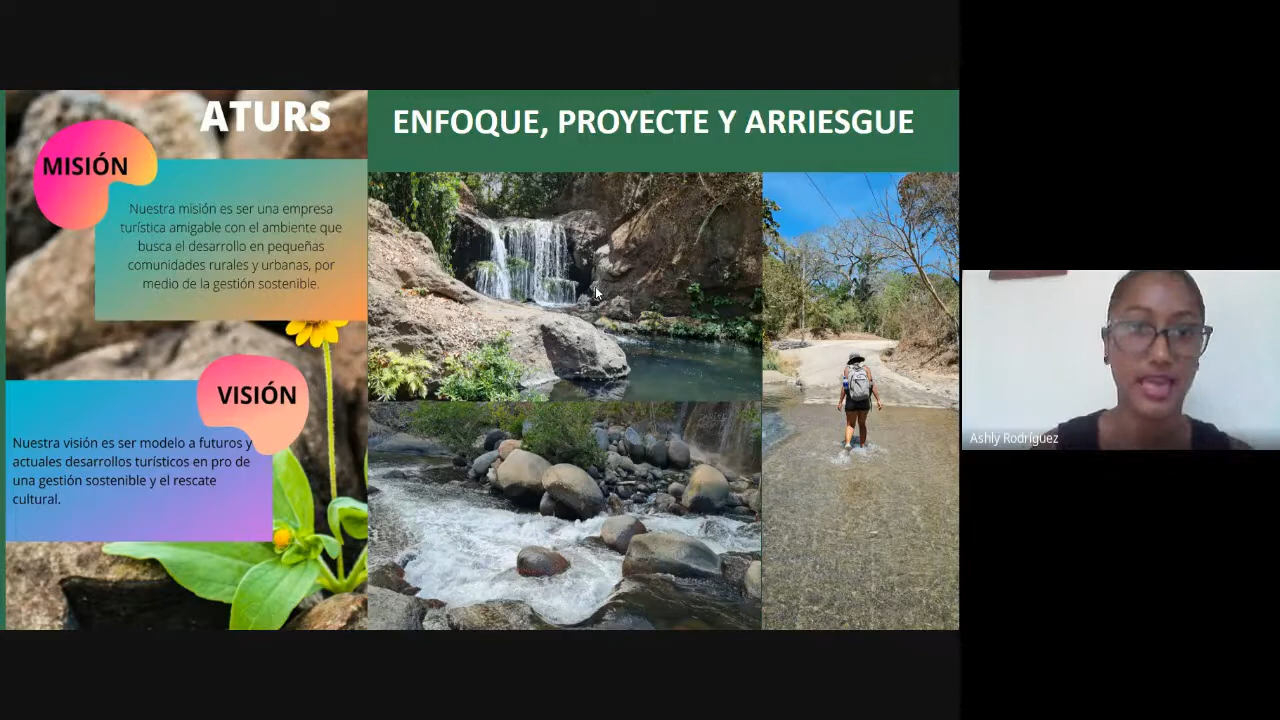 ATURS
MISIÓN
Nuestra misión es ser una empresa
turística amigable con el ambiente que
busca el desarrollo en pequeñas
comunidades rurales y urbanas, por
medio de la gestión sostenible.
VISIÓN
Nuestra visión es ser modelo a futuros y
actuales desarrollos turísticos en pro de
una gestión sostenible y el rescate
cultural.
ENFOQUE, PROYECTE Y ARRIESGUE
Ashly Rodríguez